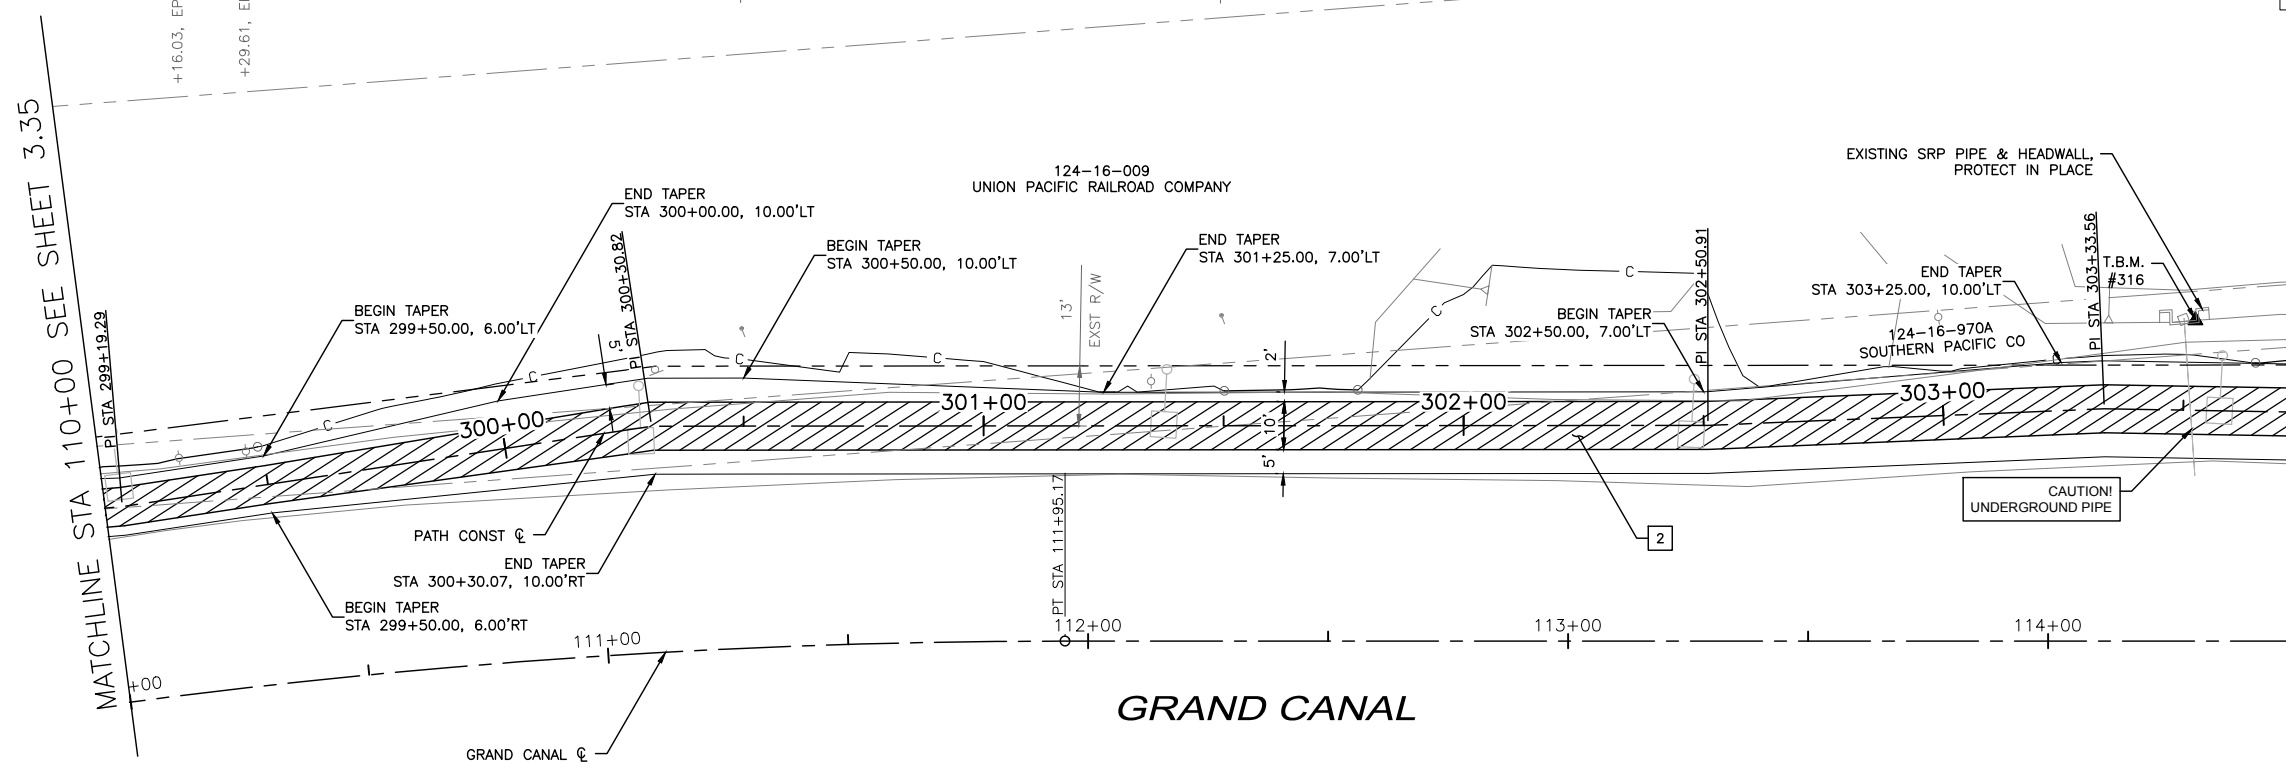 +16.03, EP
+29.61, E
MATCHLINE STA 110+00 SEE SHEET 3.35
PI STA 299+19.29
BEGIN TAPER
STA 299+50.00, 6.00'LT
END TAPER
STA 300+00.00, 10.00'LT
PI STA 300+30.82
5'
BEGIN TAPER
STA 300+50.00, 10.00'LT
124-16-009
UNION PACIFIC RAILROAD COMPANY
13'
EXST R/W
END TAPER
STA 301+25.00, 7.00'LT
2'
10'
5'
BEGIN TAPER
STA 302+50.00, 7.00'LT
PI STA 302+50.91
EXISTING SRP PIPE & HEADWALL,
PROTECT IN PLACE
END TAPER
STA 303+25.00, 10.00'LT
PI STA 303+33.56
T.B.M.
#316
124-16-970A
SOUTHERN PACIFIC CO
C
C
C
C
C
C
300+00
301+00
302+00
303+00
PATH CONST ℄
END TAPER
STA 300+30.07, 10.00'RT
BEGIN TAPER
STA 299+50.00, 6.00'RT
PT STA 111+95.17
2
CAUTION!
UNDERGROUND PIPE
+00
111+00
112+00
113+00
114+00
GRAND CANAL
GRAND CANAL ℄